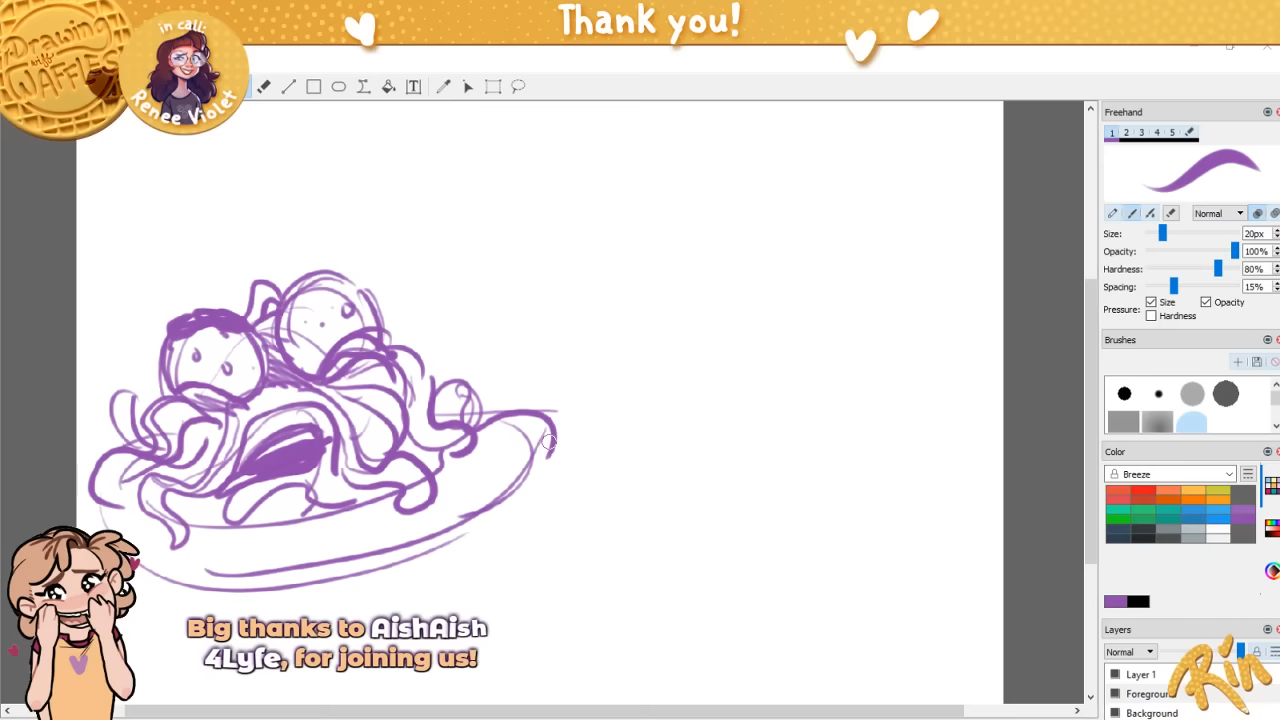 Thank you!
Drawing
with
WAFFLES
in call:
Renee Violet
T
Freehand
1 2 3 4 5
Normal
Size: 20px
Opacity: 100%
Hardness: 80%
Spacing: 15%
Pressure: Size Opacity
Hardness
Brushes
Color
Breeze
Layers
Normal
Layer 1
Foregroun
Background
Rin
Big thanks to AishAish
4Lyfe, for joining us!